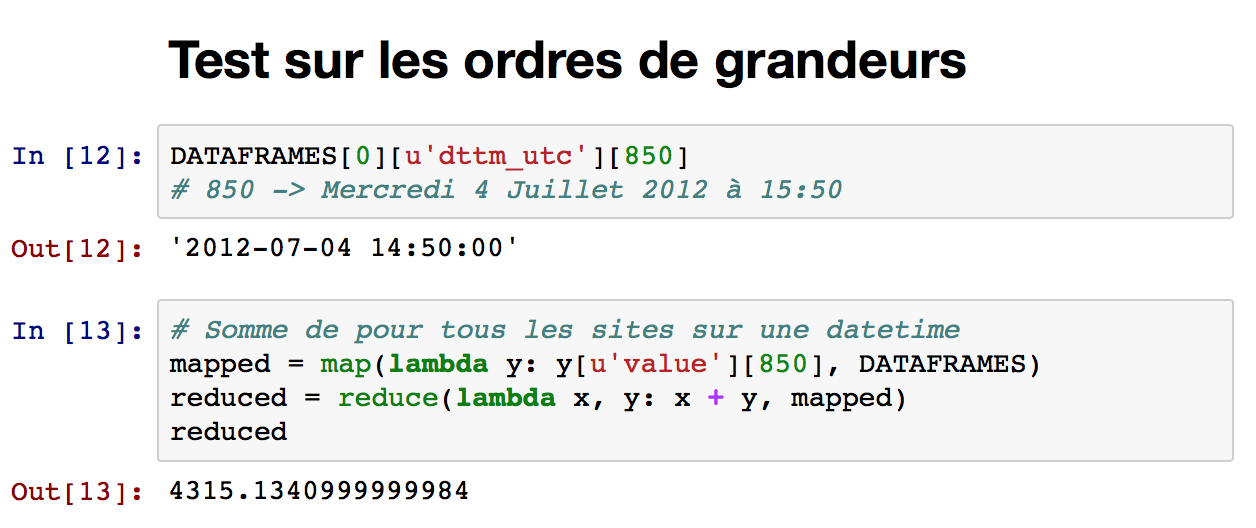 Test sur les ordres de grandeurs
In [12]: DATAFRAMES[0][u'dttm_utc'][850]
# 850 -> Mercredi 4 Juillet 2012 à 15:50
Out[12]: '2012-07-04 14:50:00'
In [13]: # Somme de pour tous les sites sur une datetime
mapped = map(lambda y: y[u'value'][850], DATAFRAMES)
reduced = reduce(lambda x, y: x + y, mapped)
reduced
Out[13]: 4315.1340999999984